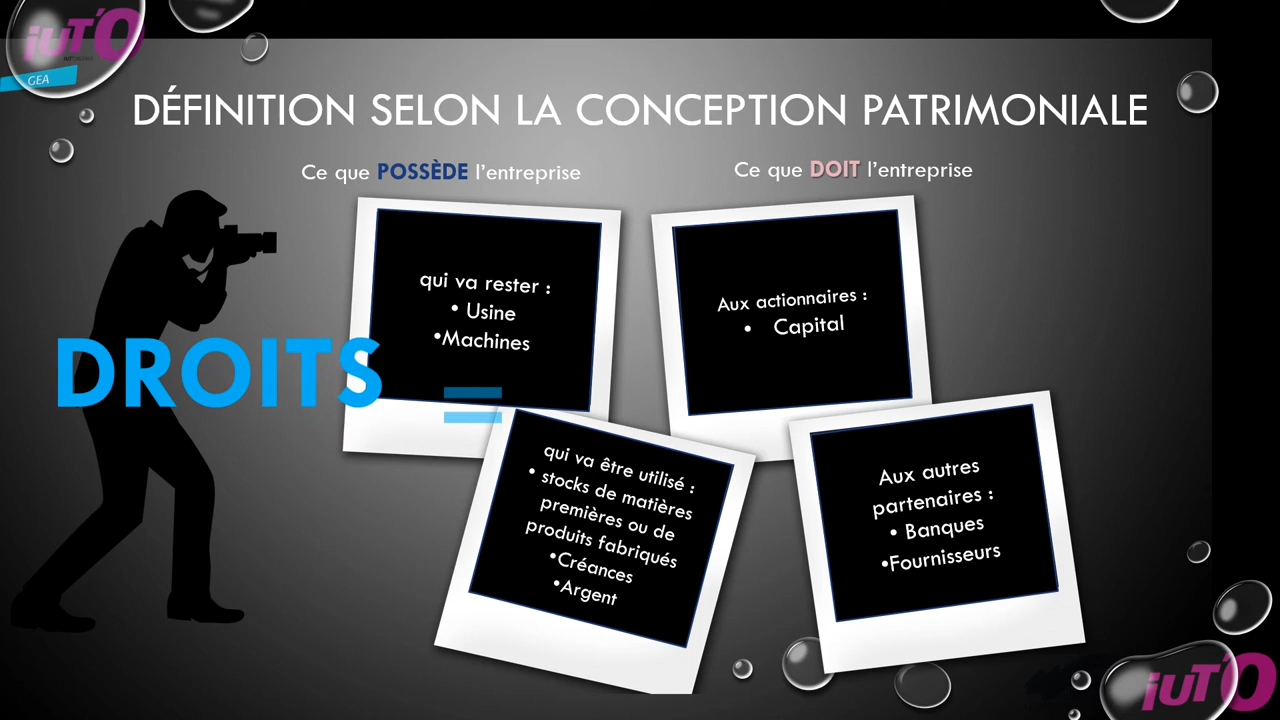 iUT'O
GEA
DÉFINITION SELON LA CONCEPTION PATRIMONIALE
Ce que POSSÈDE l'entreprise
Ce que DOIT l'entreprise
qui va rester :
• Usine
•Machines
Aux actionnaires :
• Capital
DROITS =
qui va être utilisé :
• stocks de matières
premières ou de
produits fabriqués
•Créances
•Argent
Aux autres
partenaires :
• Banques
•Fournisseurs
iUT'O